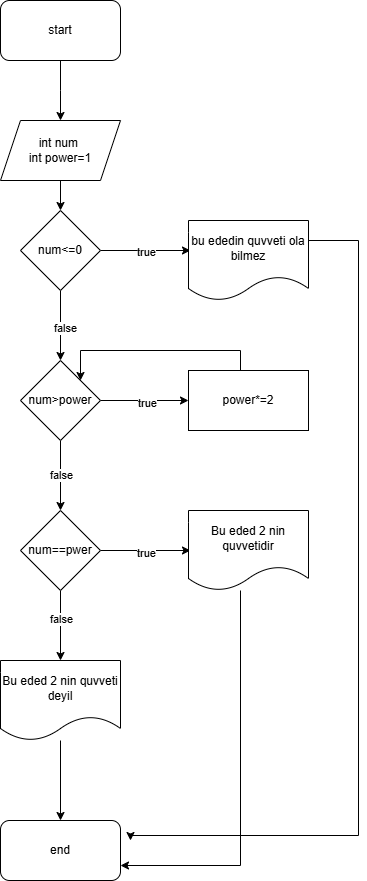 start
int num
int power=1
num<=0
true
bu ededin quvveti ola
bilmez
false
num>power
true
power*=2
false
num==pwer
true
Bu eded 2 nin
quvvetidir
false
Bu eded 2 nin quvveti
deyil
end